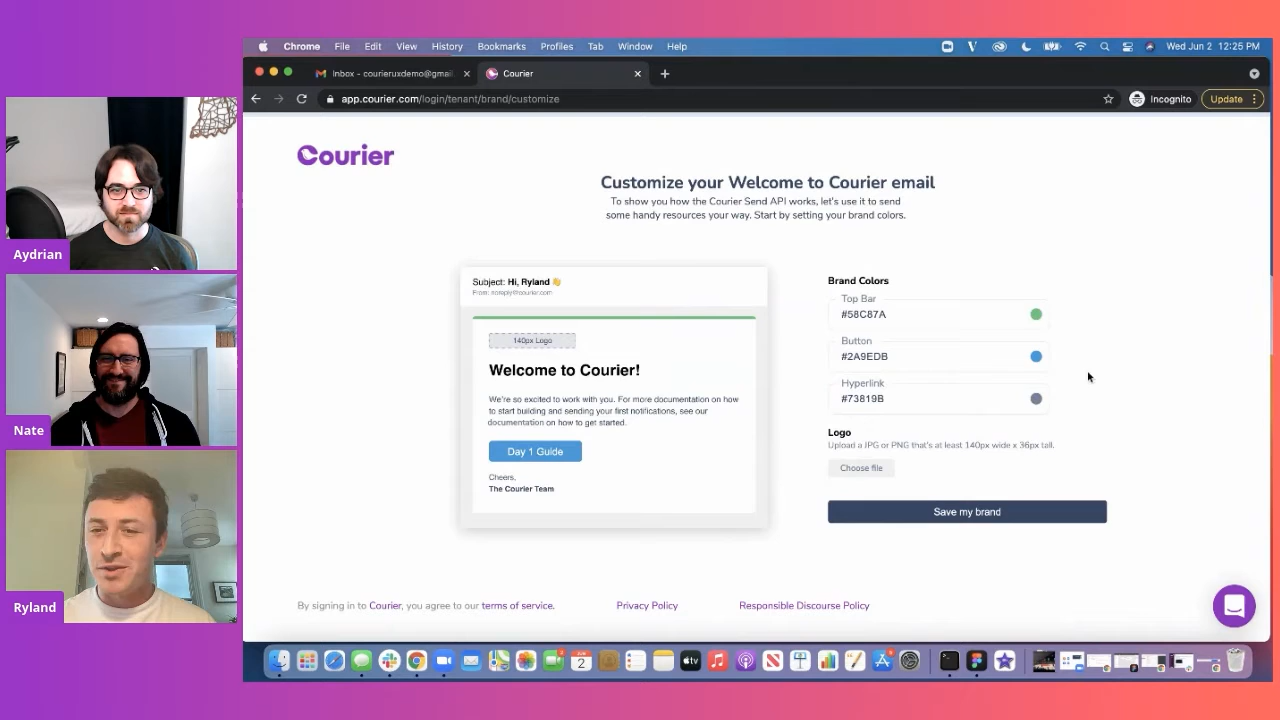 Chrome File Edit View History Bookmarks Profiles Tab Window Help Wed Jun 2 12:25 PM
Inbox - courieruxdemo@gmai
Courier
app.courier.com/login/tenant/brand/customize
Incognito
Update
Courier
Customize your Welcome to Courier email
To show you how the Courier Send API works, let's use it to send
some handy resources your way. Start by setting your brand colors.
Subject: Hi, Ryland 👋
From: noreply@courier.com
140px Logo
Welcome to Courier!
We're so excited to work with you. For more documentation on how
to start building and sending your first notifications, see our
documentation on how to get started.
Day 1 Guide
Cheers,
The Courier Team
Brand Colors
Top Bar
#58C87A
Button
#2A9EDB
Hyperlink
#73819B
Logo
Upload a JPG or PNG that's at least 140px wide x 36px tall.
Choose file
Save my brand
By signing in to Courier, you agree to our terms of service.
Privacy Policy
Responsible Discourse Policy
Aydrian
Nate
Ryland
2
tv